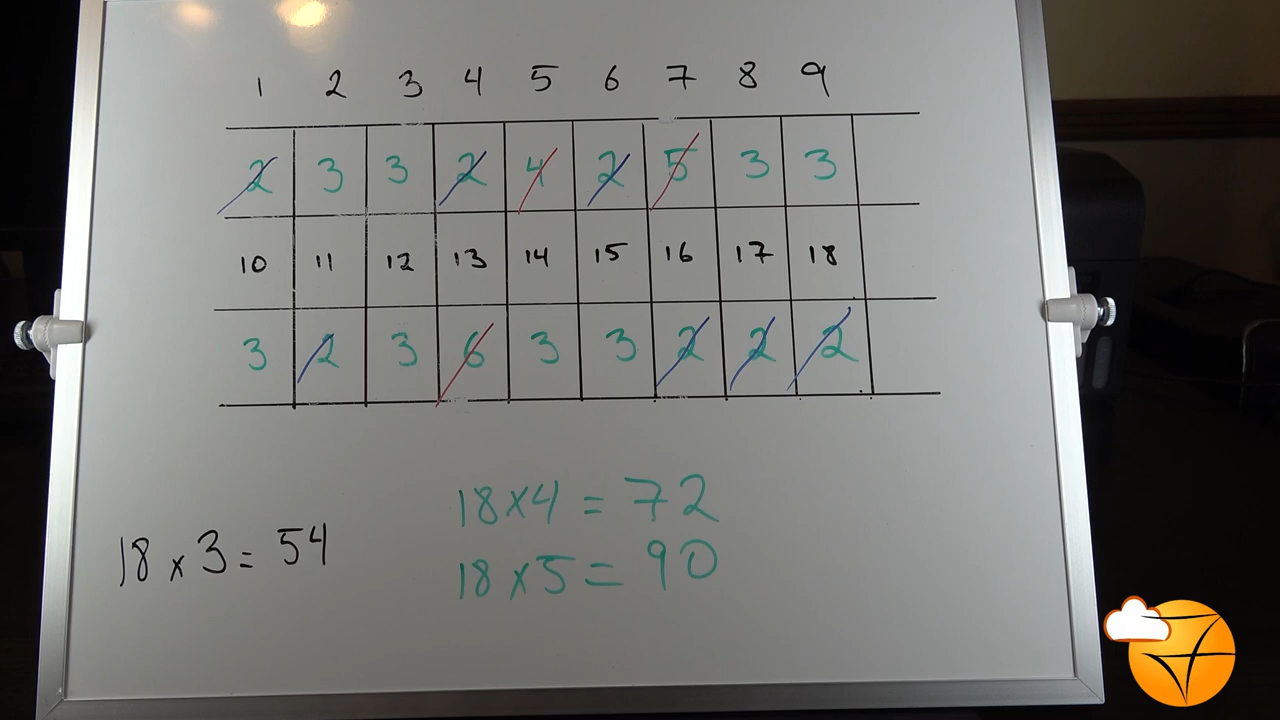 1 2 3 4 5 6 7 8 9
2 3 3 2 4 2 5 3 3
10 11 12 13 14 15 16 17 18
3 2 3 6 3 3 2 2 2
18x4 = 72
18x3 = 54
18x5 = 90